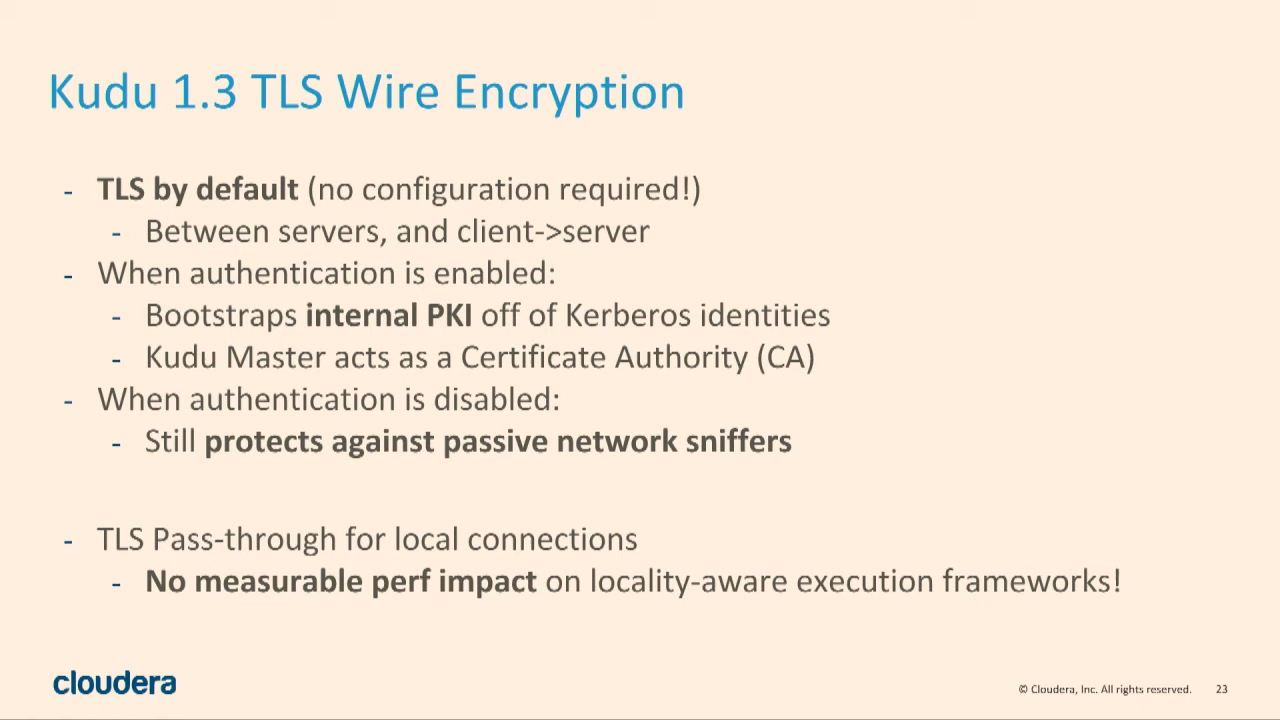 Kudu 1.3 TLS Wire Encryption
- TLS by default (no configuration required!)
- Between servers, and client->server
- When authentication is enabled:
- Bootstraps internal PKI off of Kerberos identities
- Kudu Master acts as a Certificate Authority (CA)
- When authentication is disabled:
- Still protects against passive network sniffers
- TLS Pass-through for local connections
- No measurable perf impact on locality-aware execution frameworks!
cloudera
© Cloudera, Inc. All rights reserved. 23